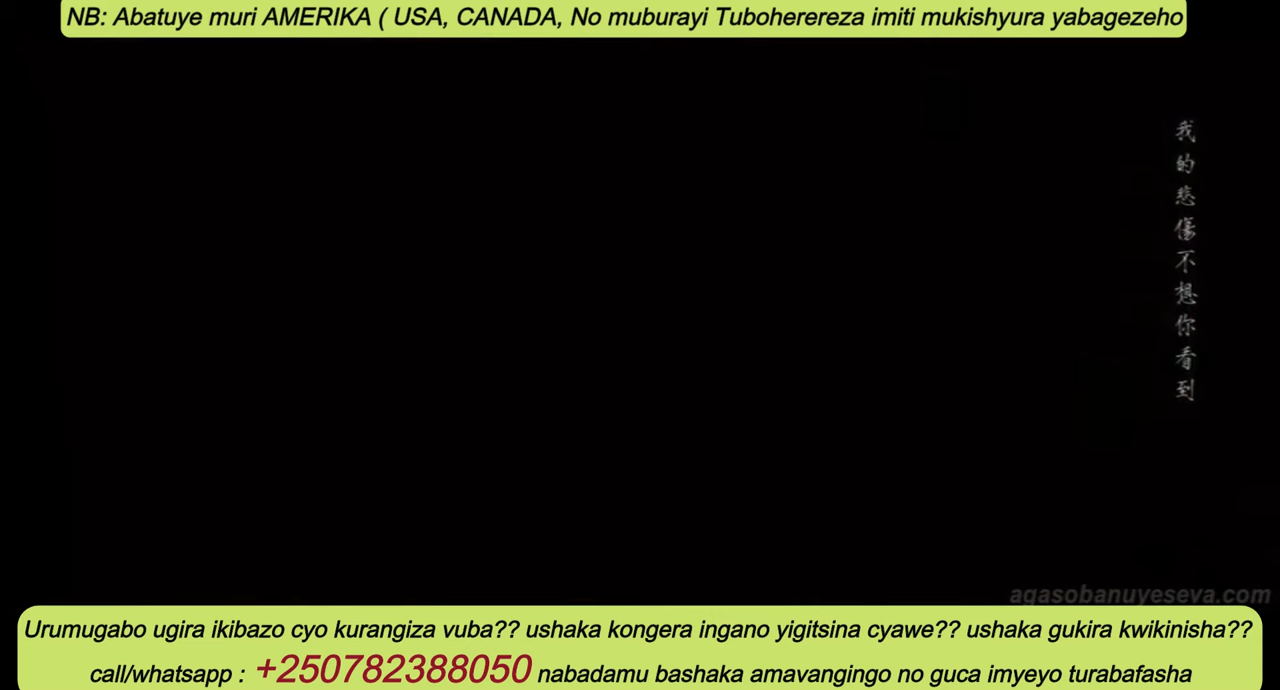 NB: Abatuye muri AMERIKA ( USA, CANADA, No muburayi Tuboherereza imiti mukishyura yabagezeho
我的悲傷不想你看到
agasobanuyeseva.com
Urumugabo ugira ikibazo cyo kurangiza vuba?? ushaka kongera ingano yigitsina cyawe?? ushaka gukira kwikinisha??
call/whatsapp : +250782388050 nabadamu bashaka amavangingo no guca imyeyo turabafasha